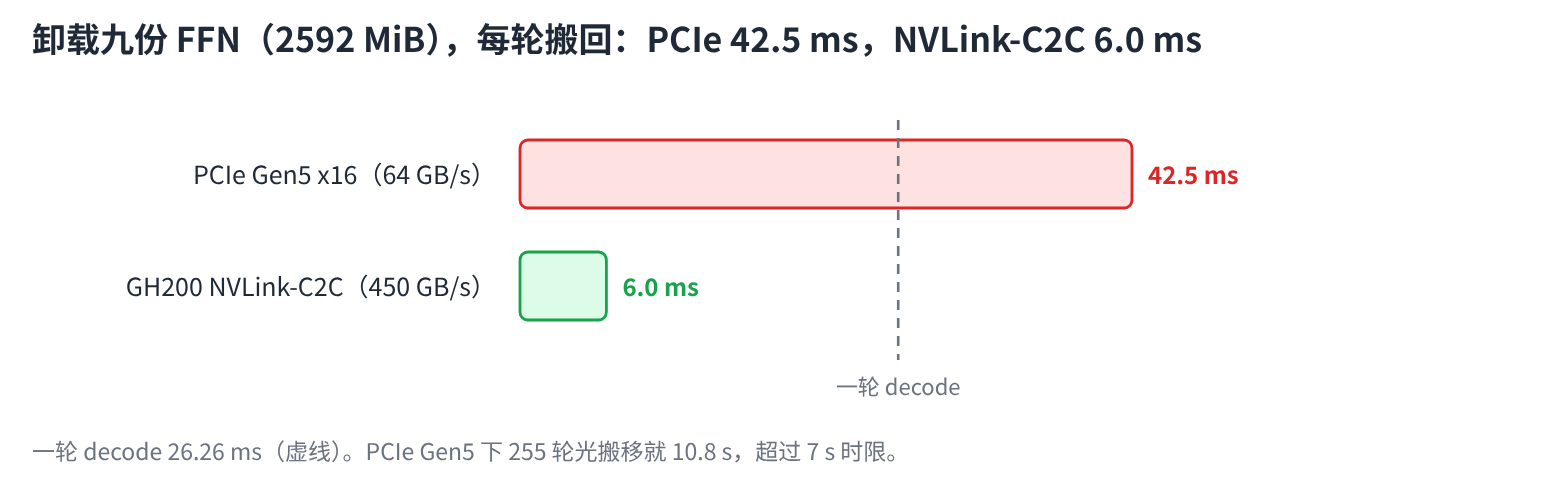 卸载九份 FFN（2592 MiB），每轮搬回：PCIe 42.5 ms，NVLink-C2C 6.0 ms
PCIe Gen5 x16（64 GB/s）
42.5 ms
GH200 NVLink-C2C（450 GB/s）
6.0 ms
一轮 decode
一轮 decode 26.26 ms（虚线）。PCIe Gen5 下 255 轮光搬移就 10.8 s，超过 7 s 时限。